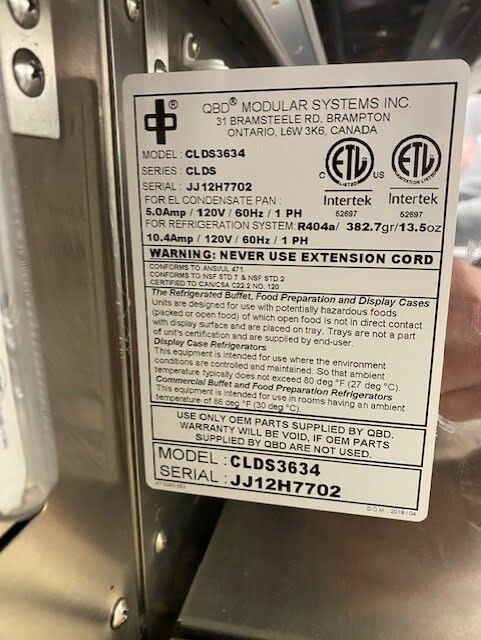 QBD® MODULAR SYSTEMS INC.
31 BRAMSTEELE RD. BRAMPTON
ONTARIO, L6W 3K6, CANADA
MODEL : CLDS3634
SERIES : CLDS
SERIAL : JJ12H7702
C ETL LISTED US
ETL SANITATION LISTED
Intertek
52697
Intertek
52697
FOR EL CONDENSATE PAN :
5.0Amp / 120V / 60Hz / 1 PH
FOR REFRIGERATION SYSTEM: R404a/ 382.7gr/13.5oz
10.4Amp / 120V / 60Hz / 1 PH
WARNING: NEVER USE EXTENSION CORD
CONFORMS TO ANSI/UL 471
CONFORMS TO NSF STD 7 & NSF STD 2
CERTIFIED TO CAN/CSA C22.2 NO. 120
The Refrigerated Buffet, Food Preparation and Display Cases
Units are designed for use with potentially hazardous foods
(packed or open food) of which open food is not in direct contact
with display surface and are placed on tray. Trays are not a part
of unit's certification and are supplied by end-user.
Display Case Refrigerators
This equipment is intended for use where the environment
conditions are controlled and maintained. So that ambient
temperature typically does not exceed 80 deg °F (27 deg °C).
Commercial Buffet and Food Preparation Refrigerators
This equipment is intended for use in rooms having an ambient
temperature of 86 deg °F (30 deg °C).
USE ONLY OEM PARTS SUPPLIED BY QBD.
WARRANTY WILL BE VOID, IF OEM PARTS
SUPPLIED BY QBD ARE NOT USED.
MODEL : CLDS3634
SERIAL : JJ12H7702
D.O.M.: 2019 / 04